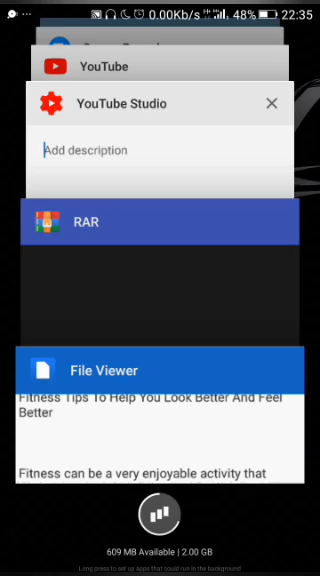 0.00Kb/s 48% 22:35
YouTube
YouTube Studio
Add description
RAR
File Viewer
Fitness Tips To Help You Look Better And Feel
Better
Fitness can be a very enjoyable activity that
609 MB Available | 2.00 GB
Long press to set up apps that could run in the background